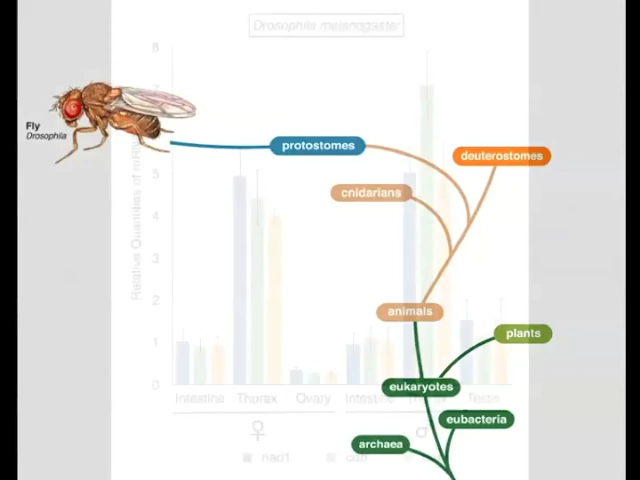 Drosophila melanogaster
8
Fly
Drosophila
protostomes
deuterostomes
Relative Quantities of mRNA
5
cnidarians
4
3
animals
2
plants
1
0
eukaryotes
Intestine Thorax Ovary Intestine Testis
eubacteria
♀ ♂
archaea
nad1